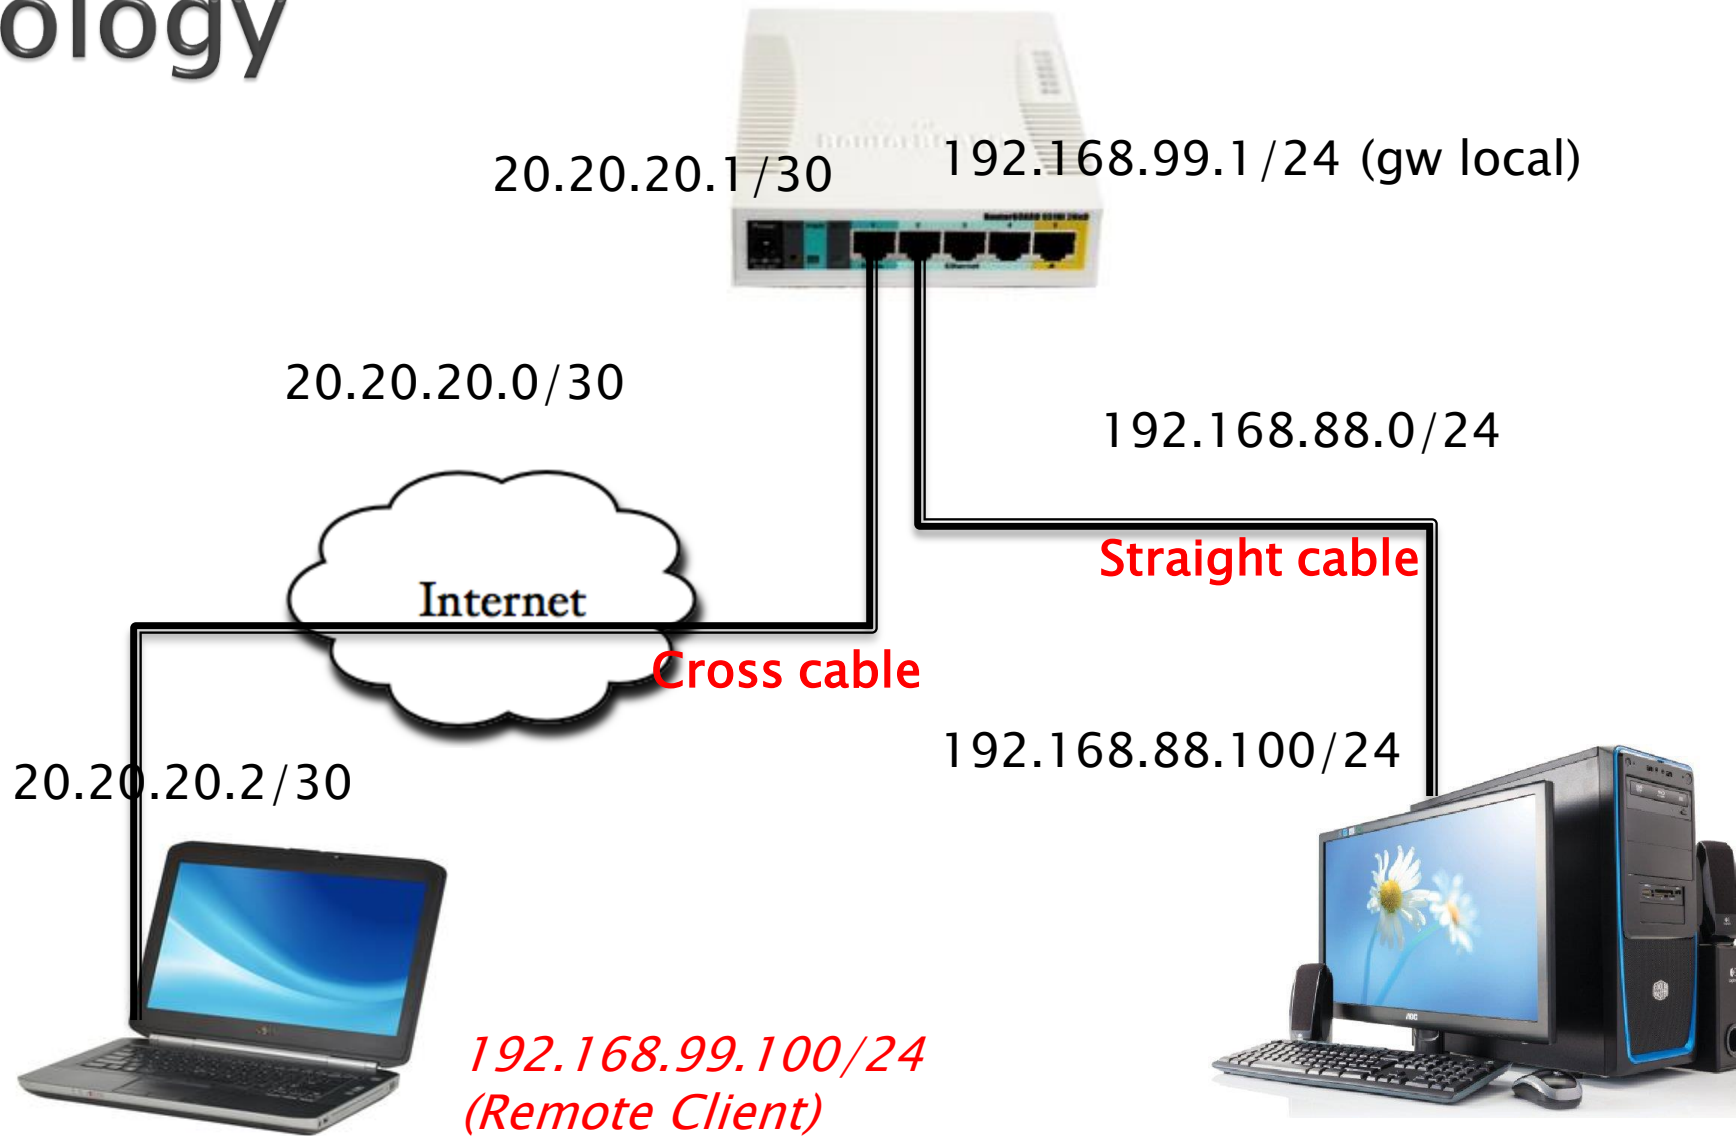 ology
20.20.20.1/30
192.168.99.1/24 (gw local)
20.20.20.0/30
192.168.88.0/24
Straight cable
Internet
Cross cable
192.168.88.100/24
20.20.20.2/30
192.168.99.100/24
(Remote Client)